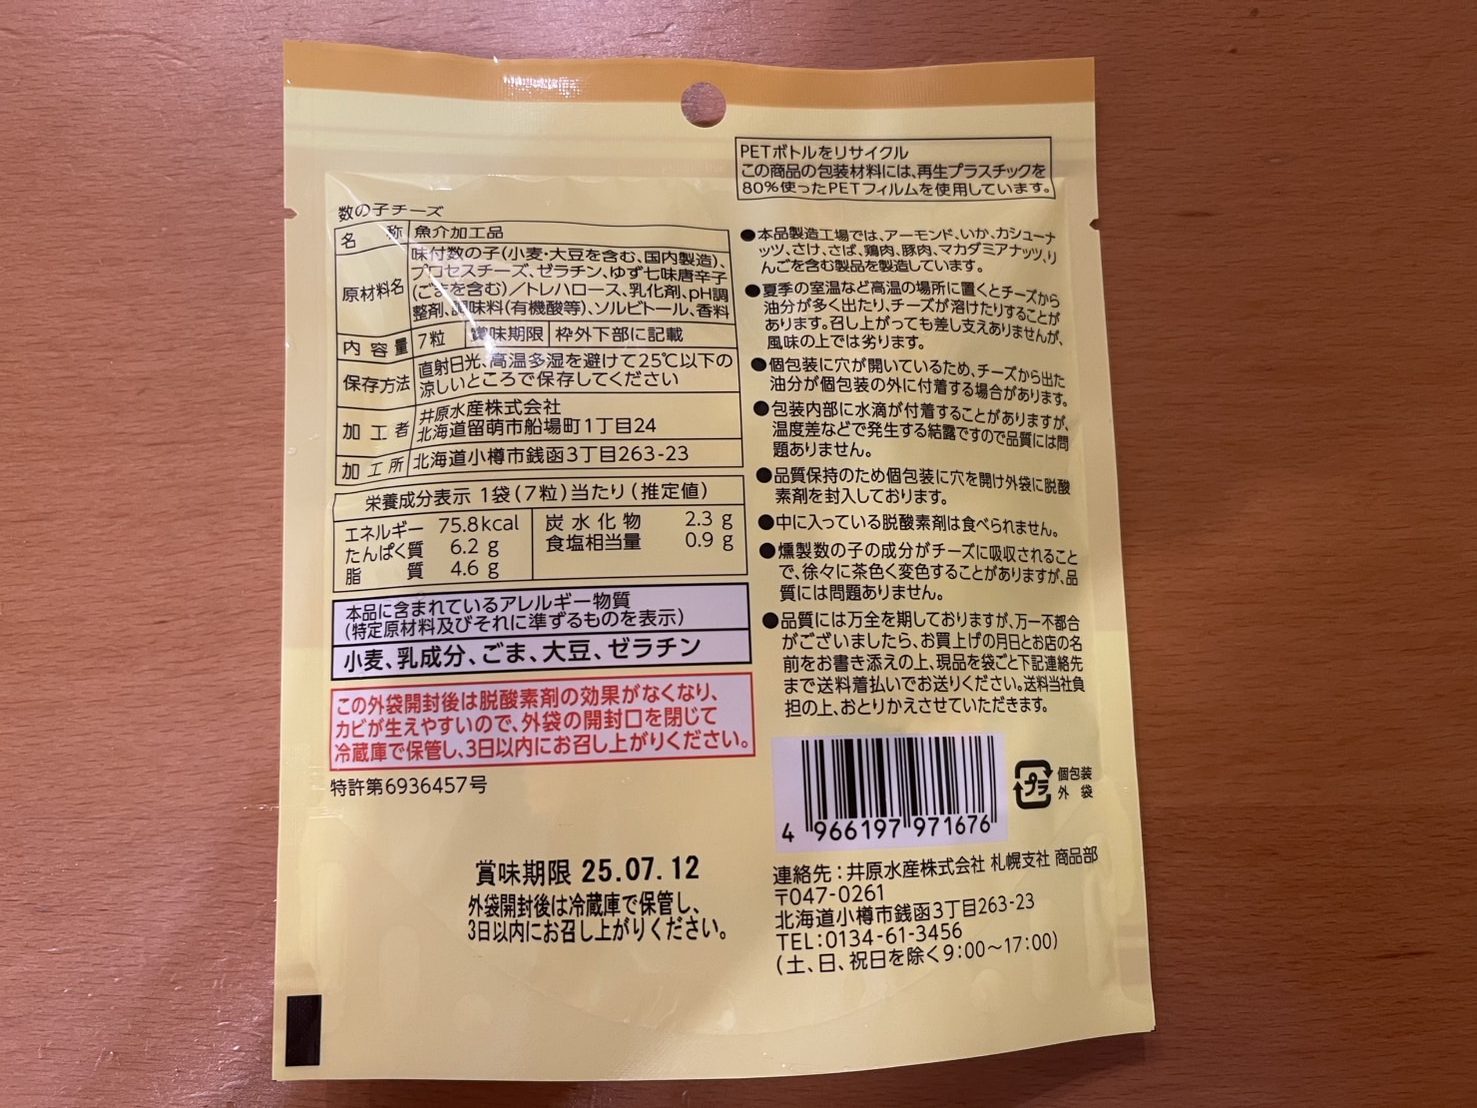 PETボトルをリサイクル
この商品の包装材料には、再生プラスチックを
80%使ったPETフィルムを使用しています。
数の子チーズ
名 称 魚介加工品
原材料名 味付数の子(小麦・大豆を含む、国内製造)、
プロセスチーズ、ゼラチン、ゆず七味唐辛子
(ごまを含む)／トレハロース、乳化剤、pH調
整剤、調味料(有機酸等)、ソルビトール、香料
内 容 量 7粒 賞味期限 枠外下部に記載
保存方法 直射日光、高温多湿を避けて25℃以下の
涼しいところで保存してください
加 工 者 井原水産株式会社
北海道留萌市船場町1丁目24
加 工 所 北海道小樽市銭函3丁目263-23
栄養成分表示 1袋(7粒)当たり(推定値)
エネルギー 75.8kcal 炭水化物 2.3g
たんぱく質 6.2g 食塩相当量 0.9g
脂 質 4.6g
本品に含まれているアレルギー物質
(特定原材料及びそれに準ずるものを表示)
小麦、乳成分、ごま、大豆、ゼラチン
この外袋開封後は脱酸素剤の効果がなくなり、
カビが生えやすいので、外袋の開封口を閉じて
冷蔵庫で保管し、3日以内にお召し上がりください。
特許第6936457号
賞味期限 25.07.12
外袋開封後は冷蔵庫で保管し、
3日以内にお召し上がりください。
●本品製造工場では、アーモンド、いか、カシューナ
ッツ、さけ、さば、鶏肉、豚肉、マカダミアナッツ、り
んごを含む製品を製造しています。
●夏季の室温など高温の場所に置くとチーズから
油分が多く出たり、チーズが溶けたりすることが
あります。召し上がっても差し支えありませんが、
風味の上では劣ります。
●個包装に穴が開いているため、チーズから出た
油分が個包装の外に付着する場合があります。
●包装内部に水滴が付着することがありますが、
温度差などで発生する結露ですので品質には問
題ありません。
●品質保持のため個包装に穴を開け外袋に脱酸
素剤を封入しております。
●中に入っている脱酸素剤は食べられません。
●燻製数の子の成分がチーズに吸収されること
で、徐々に茶色く変色することがありますが、品
質には問題ありません。
●品質には万全を期しておりますが、万一不都合
がございましたら、お買上げの月日とお店の名
前をお書き添えの上、現品を袋ごと下記連絡先
まで送料着払いでお送りください。送料当社負
担の上、おとりかえさせていただきます。
4 966197 971676
プラ 個包装
外 袋
連絡先：井原水産株式会社 札幌支社 商品部
〒047-0261
北海道小樽市銭函3丁目263-23
TEL：0134-61-3456
(土、日、祝日を除く9:00～17:00)